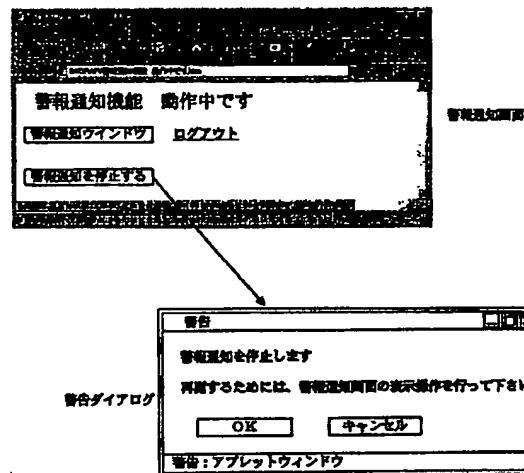 警報通知機能 動作中です
警報通知ウインドウ ログアウト
警報通知画面
警報通知を停止する
警告
警報通知を停止します
再開するためには、警報通知画面の表示操作を行って下さい
警告ダイアログ
OK キャンセル
警告:アプレットウィンドウ